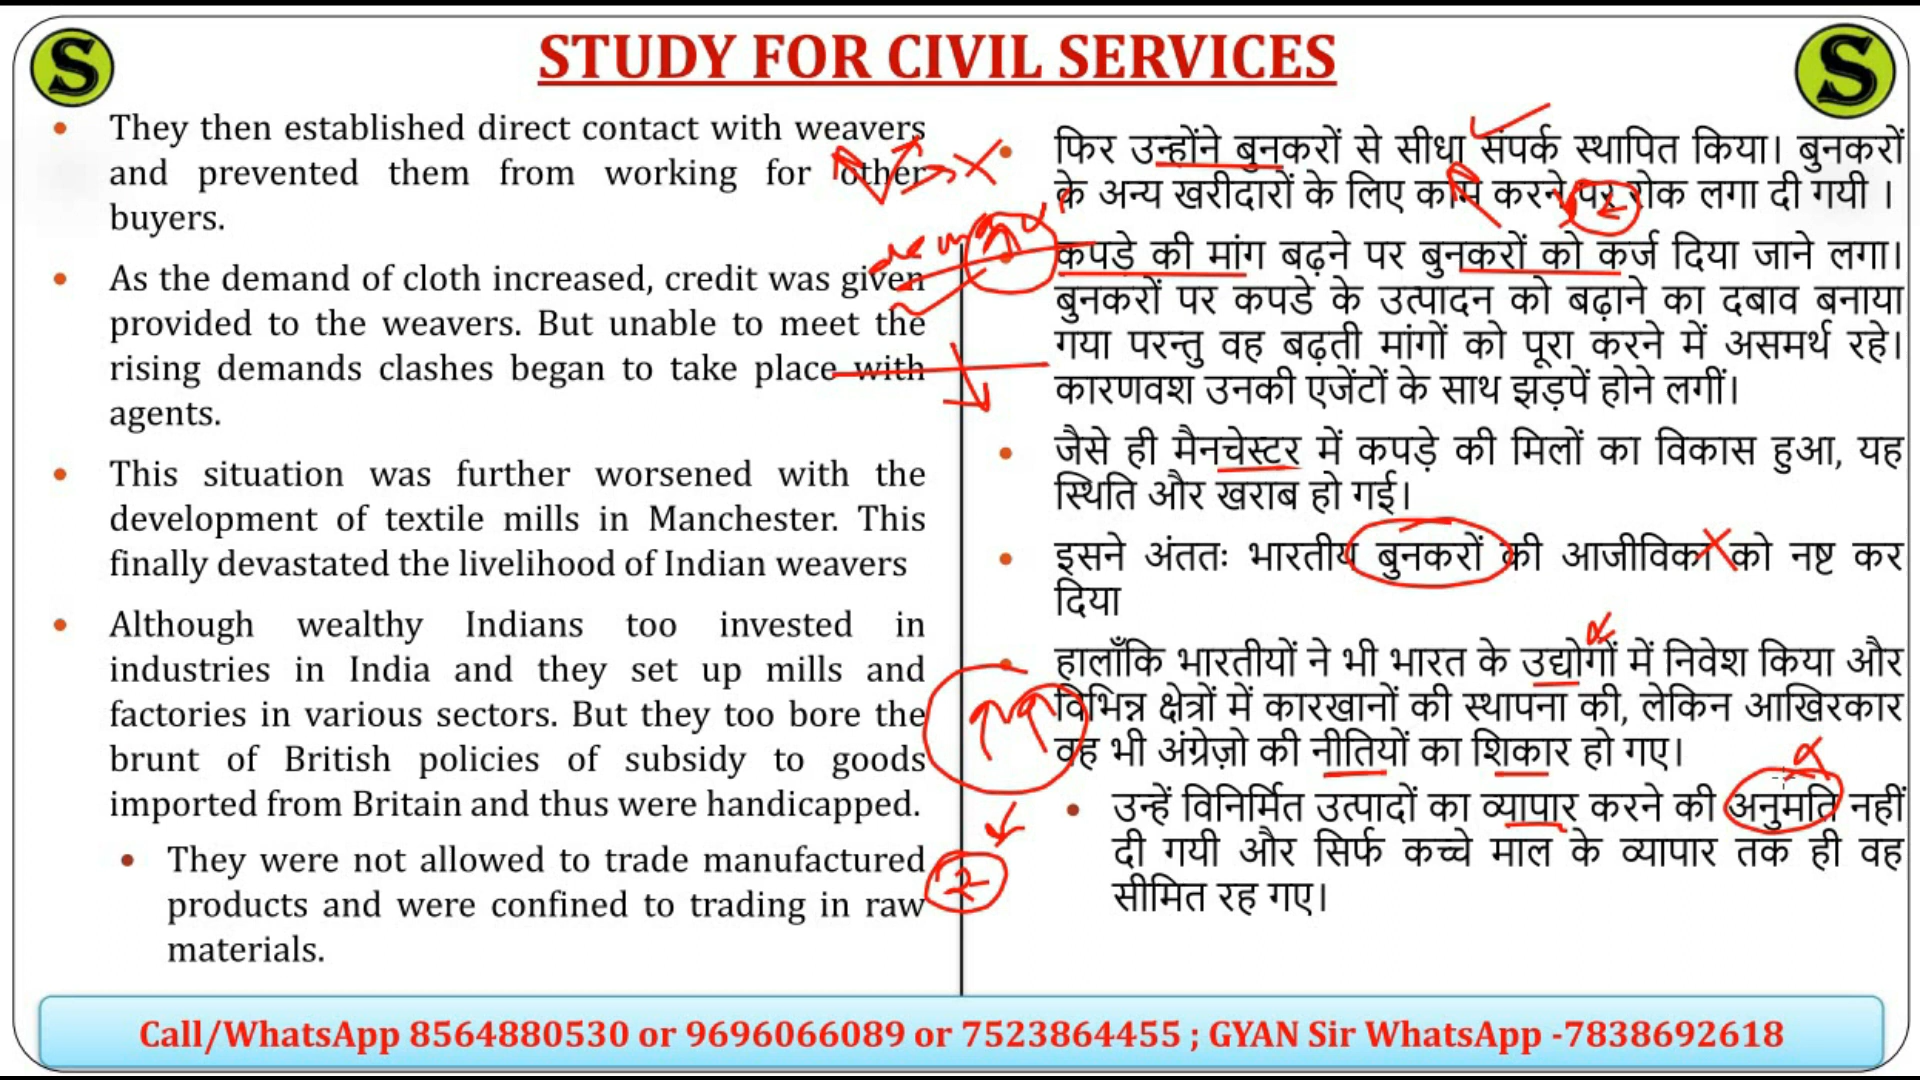 STUDY FOR CIVIL SERVICES
S
S
• They then established direct contact with weavers
and prevented them from working for other
buyers.
• As the demand of cloth increased, credit was given
provided to the weavers. But unable to meet the
rising demands clashes began to take place with
agents.
• This situation was further worsened with the
development of textile mills in Manchester. This
finally devastated the livelihood of Indian weavers
• Although wealthy Indians too invested in
industries in India and they set up mills and
factories in various sectors. But they too bore the
brunt of British policies of subsidy to goods
imported from Britain and thus were handicapped.
• They were not allowed to trade manufactured
products and were confined to trading in raw
materials.
• फिर उन्होंने बुनकरों से सीधा संपर्क स्थापित किया। बुनकरों
के अन्य खरीदारों के लिए काम करने पर रोक लगा दी गयी ।
• कपडे की मांग बढ़ने पर बुनकरों को कर्ज दिया जाने लगा।
बुनकरों पर कपडे के उत्पादन को बढ़ाने का दबाव बनाया
गया परन्तु वह बढ़ती मांगों को पूरा करने में असमर्थ रहे।
कारणवश उनकी एजेंटों के साथ झड़पें होने लगीं।
• जैसे ही मैनचेस्टर में कपड़े की मिलों का विकास हुआ, यह
स्थिति और खराब हो गई।
• इसने अंततः भारतीय बुनकरों की आजीविका को नष्ट कर
दिया
• हालाँकि भारतीयों ने भी भारत के उद्योगों में निवेश किया और
विभिन्न क्षेत्रों में कारखानों की स्थापना की, लेकिन आखिरकार
वह भी अंग्रेज़ो की नीतियों का शिकार हो गए।
• उन्हें विनिर्मित उत्पादों का व्यापार करने की अनुमति नहीं
दी गयी और सिर्फ कच्चे माल के व्यापार तक ही वह
सीमित रह गए।
Call/WhatsApp 8564880530 or 9696066089 or 7523864455 ; GYAN Sir WhatsApp -7838692618